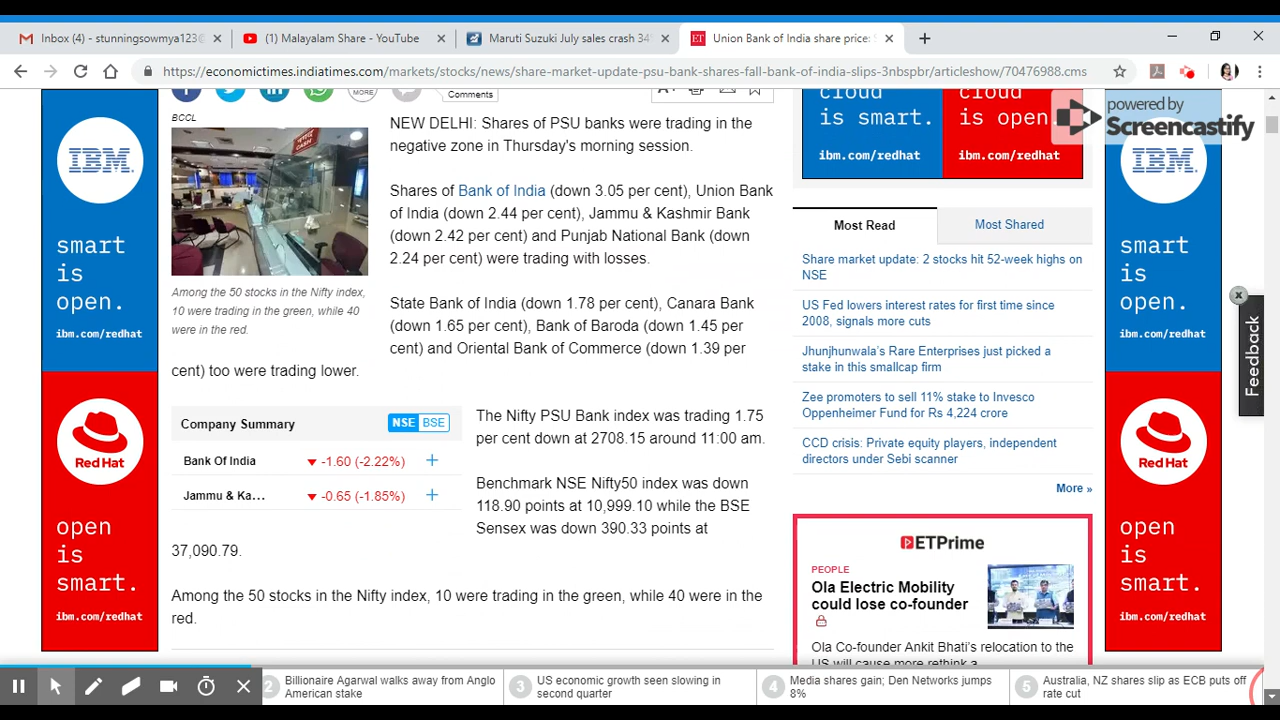 Inbox (4) - stunningsowmya123@
(1) Malayalam Share - YouTube
Maruti Suzuki July sales crash 34
ET Union Bank of India share price:
https://economictimes.indiatimes.com/markets/stocks/news/share-market-update-psu-bank-shares-fall-bank-of-india-slips-3nbspbr/articleshow/70476988.cms
MORE
Comments
BCCL
NEW DELHI: Shares of PSU banks were trading in the
negative zone in Thursday's morning session.
Shares of Bank of India (down 3.05 per cent), Union Bank
of India (down 2.44 per cent), Jammu & Kashmir Bank
(down 2.42 per cent) and Punjab National Bank (down
2.24 per cent) were trading with losses.
Among the 50 stocks in the Nifty index,
10 were trading in the green, while 40
were in the red.
State Bank of India (down 1.78 per cent), Canara Bank
(down 1.65 per cent), Bank of Baroda (down 1.45 per
cent) and Oriental Bank of Commerce (down 1.39 per
cent) too were trading lower.
Company Summary
NSE BSE
Bank Of India -1.60 (-2.22%) +
Jammu & Ka... -0.65 (-1.85%) +
The Nifty PSU Bank index was trading 1.75
per cent down at 2708.15 around 11:00 am.
Benchmark NSE Nifty50 index was down
118.90 points at 10,999.10 while the BSE
Sensex was down 390.33 points at
37,090.79.
Among the 50 stocks in the Nifty index, 10 were trading in the green, while 40 were in the
red.
IBM
smart
is
open.
ibm.com/redhat
Red Hat
open
is
smart.
ibm.com/redhat
cloud
is smart.
ibm.com/redhat
cloud
is open
ibm.com/redhat
powered by
Screencastify
Most Read
Most Shared
Share market update: 2 stocks hit 52-week highs on
NSE
US Fed lowers interest rates for first time since
2008, signals more cuts
Jhunjhunwala's Rare Enterprises just picked a
stake in this smallcap firm
Zee promoters to sell 11% stake to Invesco
Oppenheimer Fund for Rs 4,224 crore
CCD crisis: Private equity players, independent
directors under Sebi scanner
More »
ETPrime
PEOPLE
Ola Electric Mobility
could lose co-founder
Ola Co-founder Ankit Bhati's relocation to the
US will cause more rethink a
IBM
smart
is
open.
ibm.com/redhat
Red Hat
open
is
smart.
ibm.com/redhat
Feedback
2 Billionaire Agarwal walks away from Anglo
American stake
3 US economic growth seen slowing in
second quarter
4 Media shares gain; Den Networks jumps
8%
5 Australia, NZ shares slip as ECB puts off
rate cut